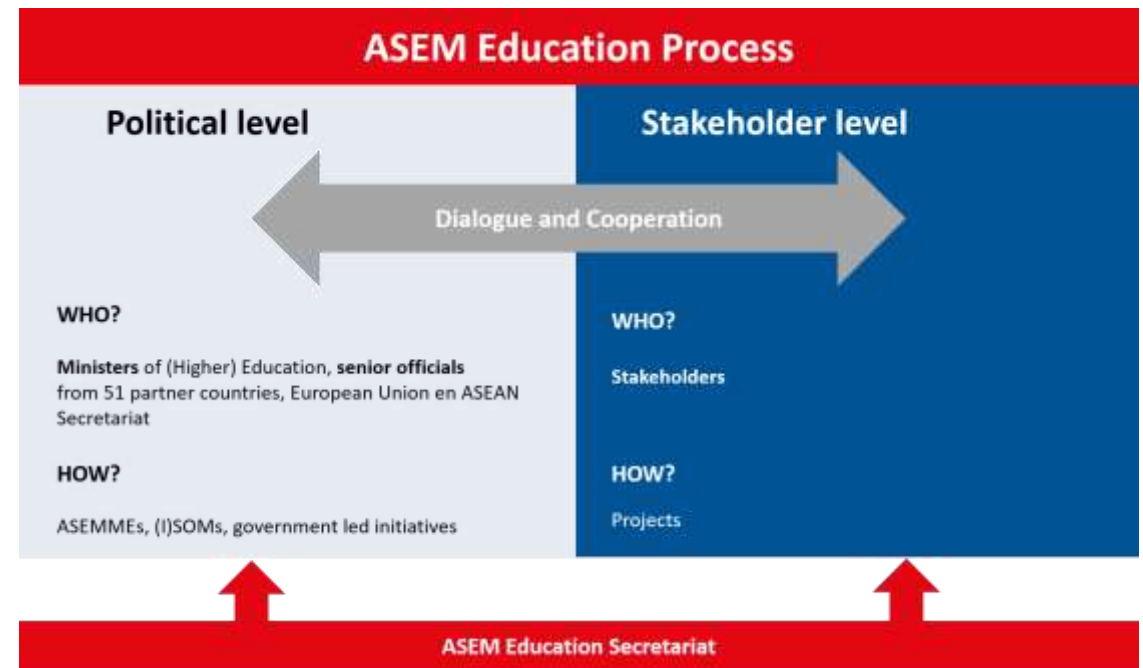 ASEM Education Process
Political level
Stakeholder level
Dialogue and Cooperation
WHO?
Ministers of (Higher) Education, senior officials
from 51 partner countries, European Union en ASEAN
Secretariat
HOW?
ASEMMEs, (I)SOMs, government led initiatives
WHO?
Stakeholders
HOW?
Projects
ASEM Education Secretariat